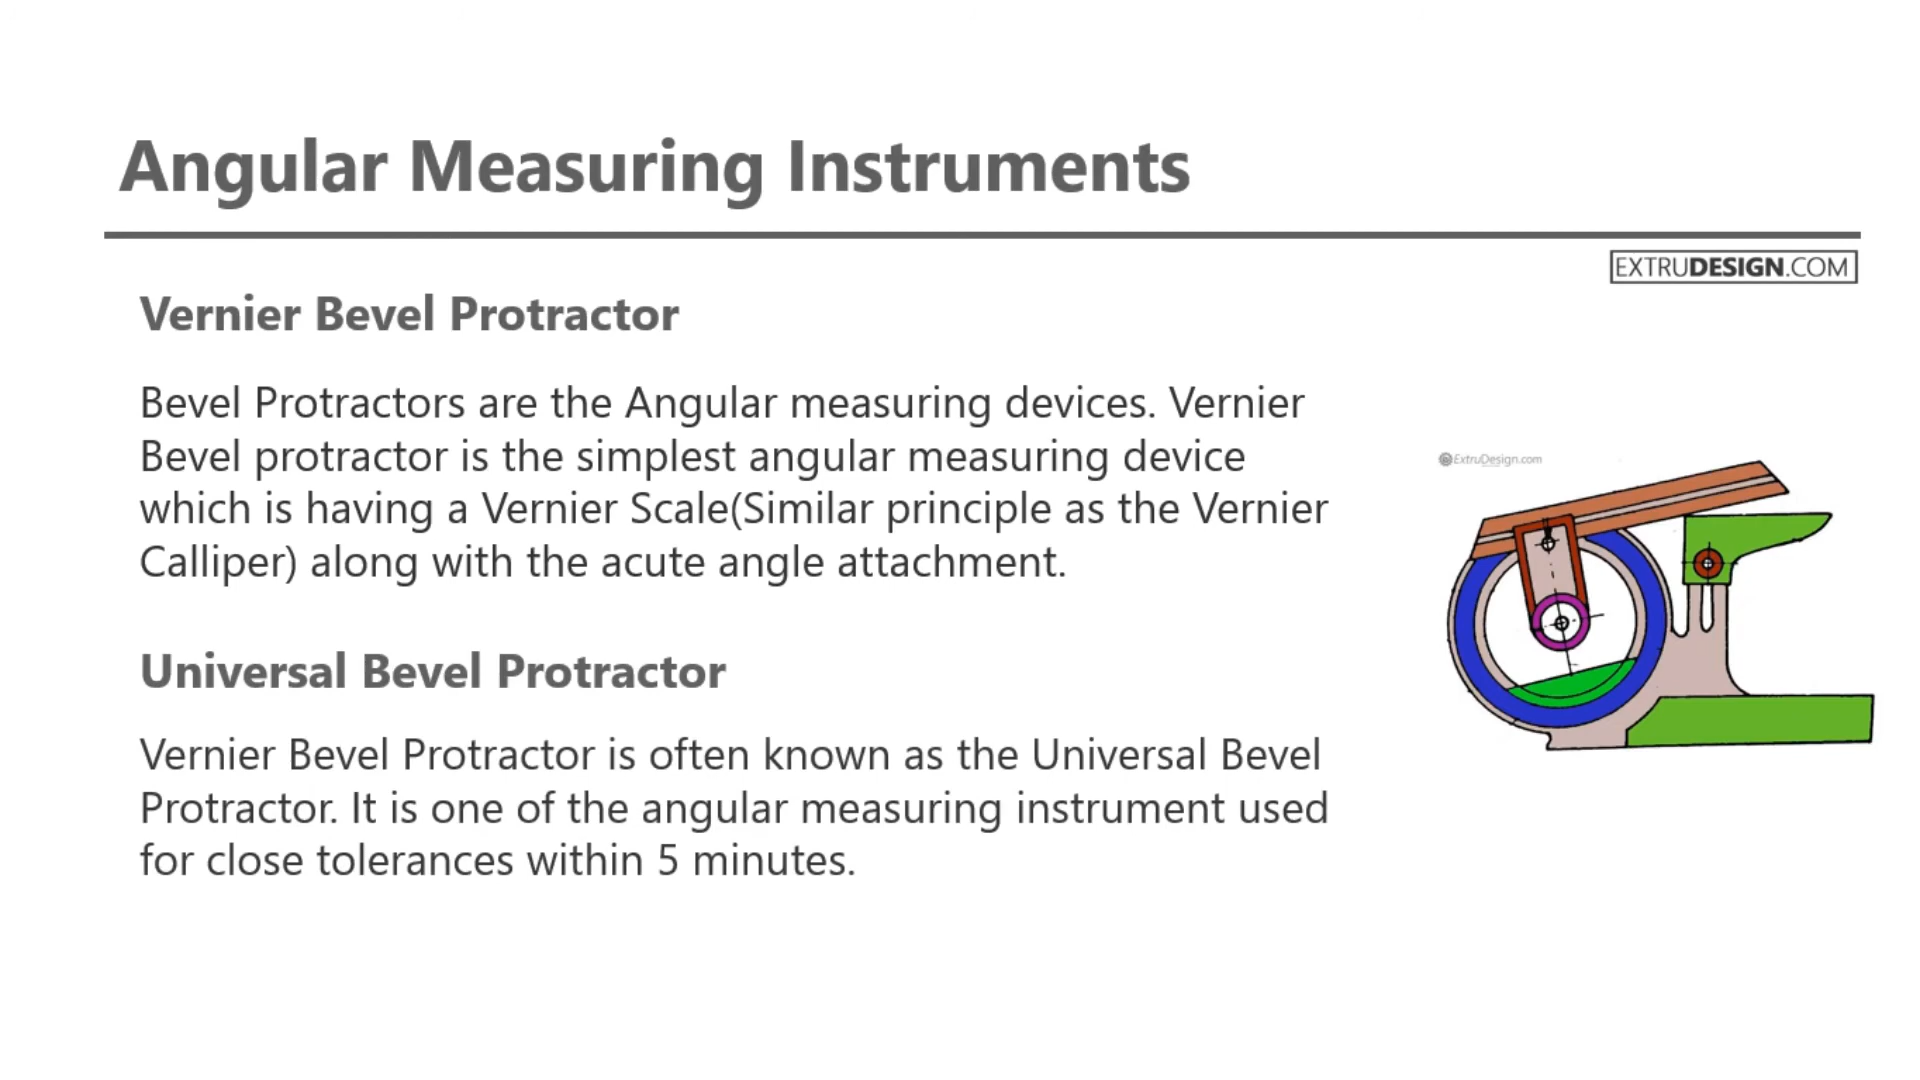 Angular Measuring Instruments
EXTRUDESIGN.COM
Vernier Bevel Protractor
Bevel Protractors are the Angular measuring devices. Vernier
Bevel protractor is the simplest angular measuring device
which is having a Vernier Scale(Similar principle as the Vernier
Calliper) along with the acute angle attachment.
ExtruDesign.com
Universal Bevel Protractor
Vernier Bevel Protractor is often known as the Universal Bevel
Protractor. It is one of the angular measuring instrument used
for close tolerances within 5 minutes.